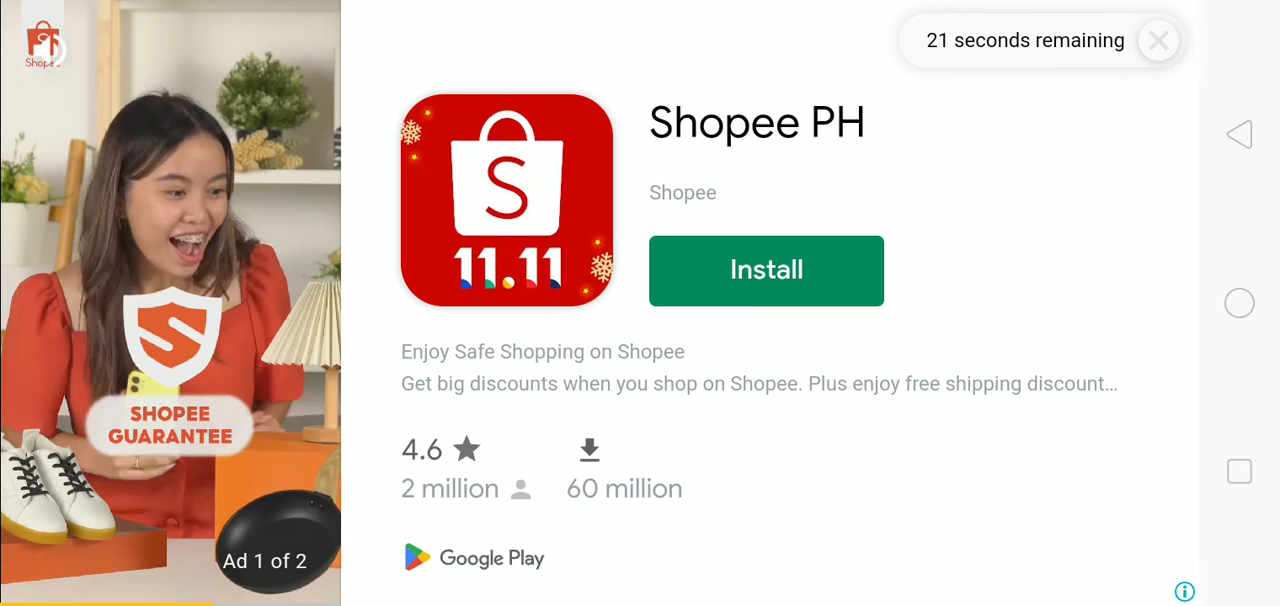 Shopee
SHOPEE
GUARANTEE
Ad 1 of 2
21 seconds remaining
S
11.11
Shopee PH
Shopee
Install
Enjoy Safe Shopping on Shopee
Get big discounts when you shop on Shopee. Plus enjoy free shipping discount...
4.6
2 million
60 million
Google Play